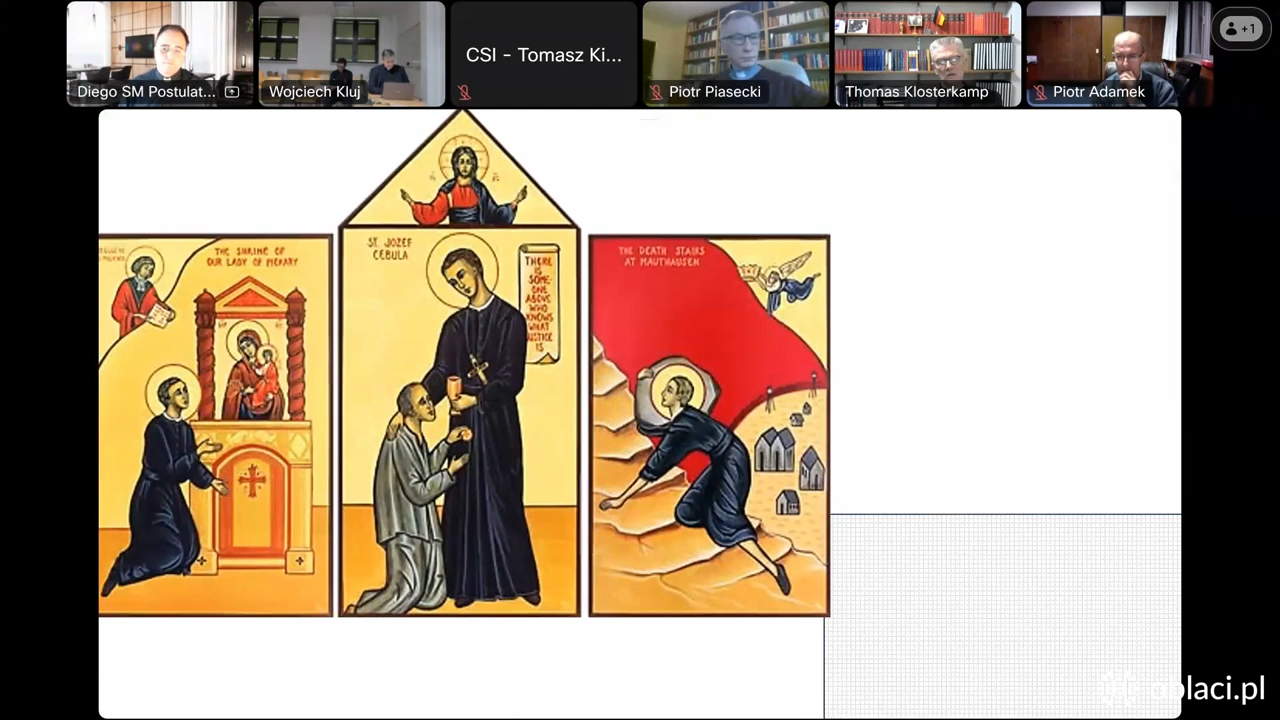 CSI - Tomasz Ki...
Diego SM Postulat...
Wojciech Kluj
Piotr Piasecki
Thomas Klosterkamp
Piotr Adamek
+1
THE SHRINE OF
OUR LADY OF PIEKARY
ST. JOZEF
CEBULA
THERE
IS
SOME-
ONE
ABOVE
WHO
KNOWS
WHAT
JUSTICE
IS
THE DEATH STAIRS
AT MAUTHAUSEN
oblaci.pl